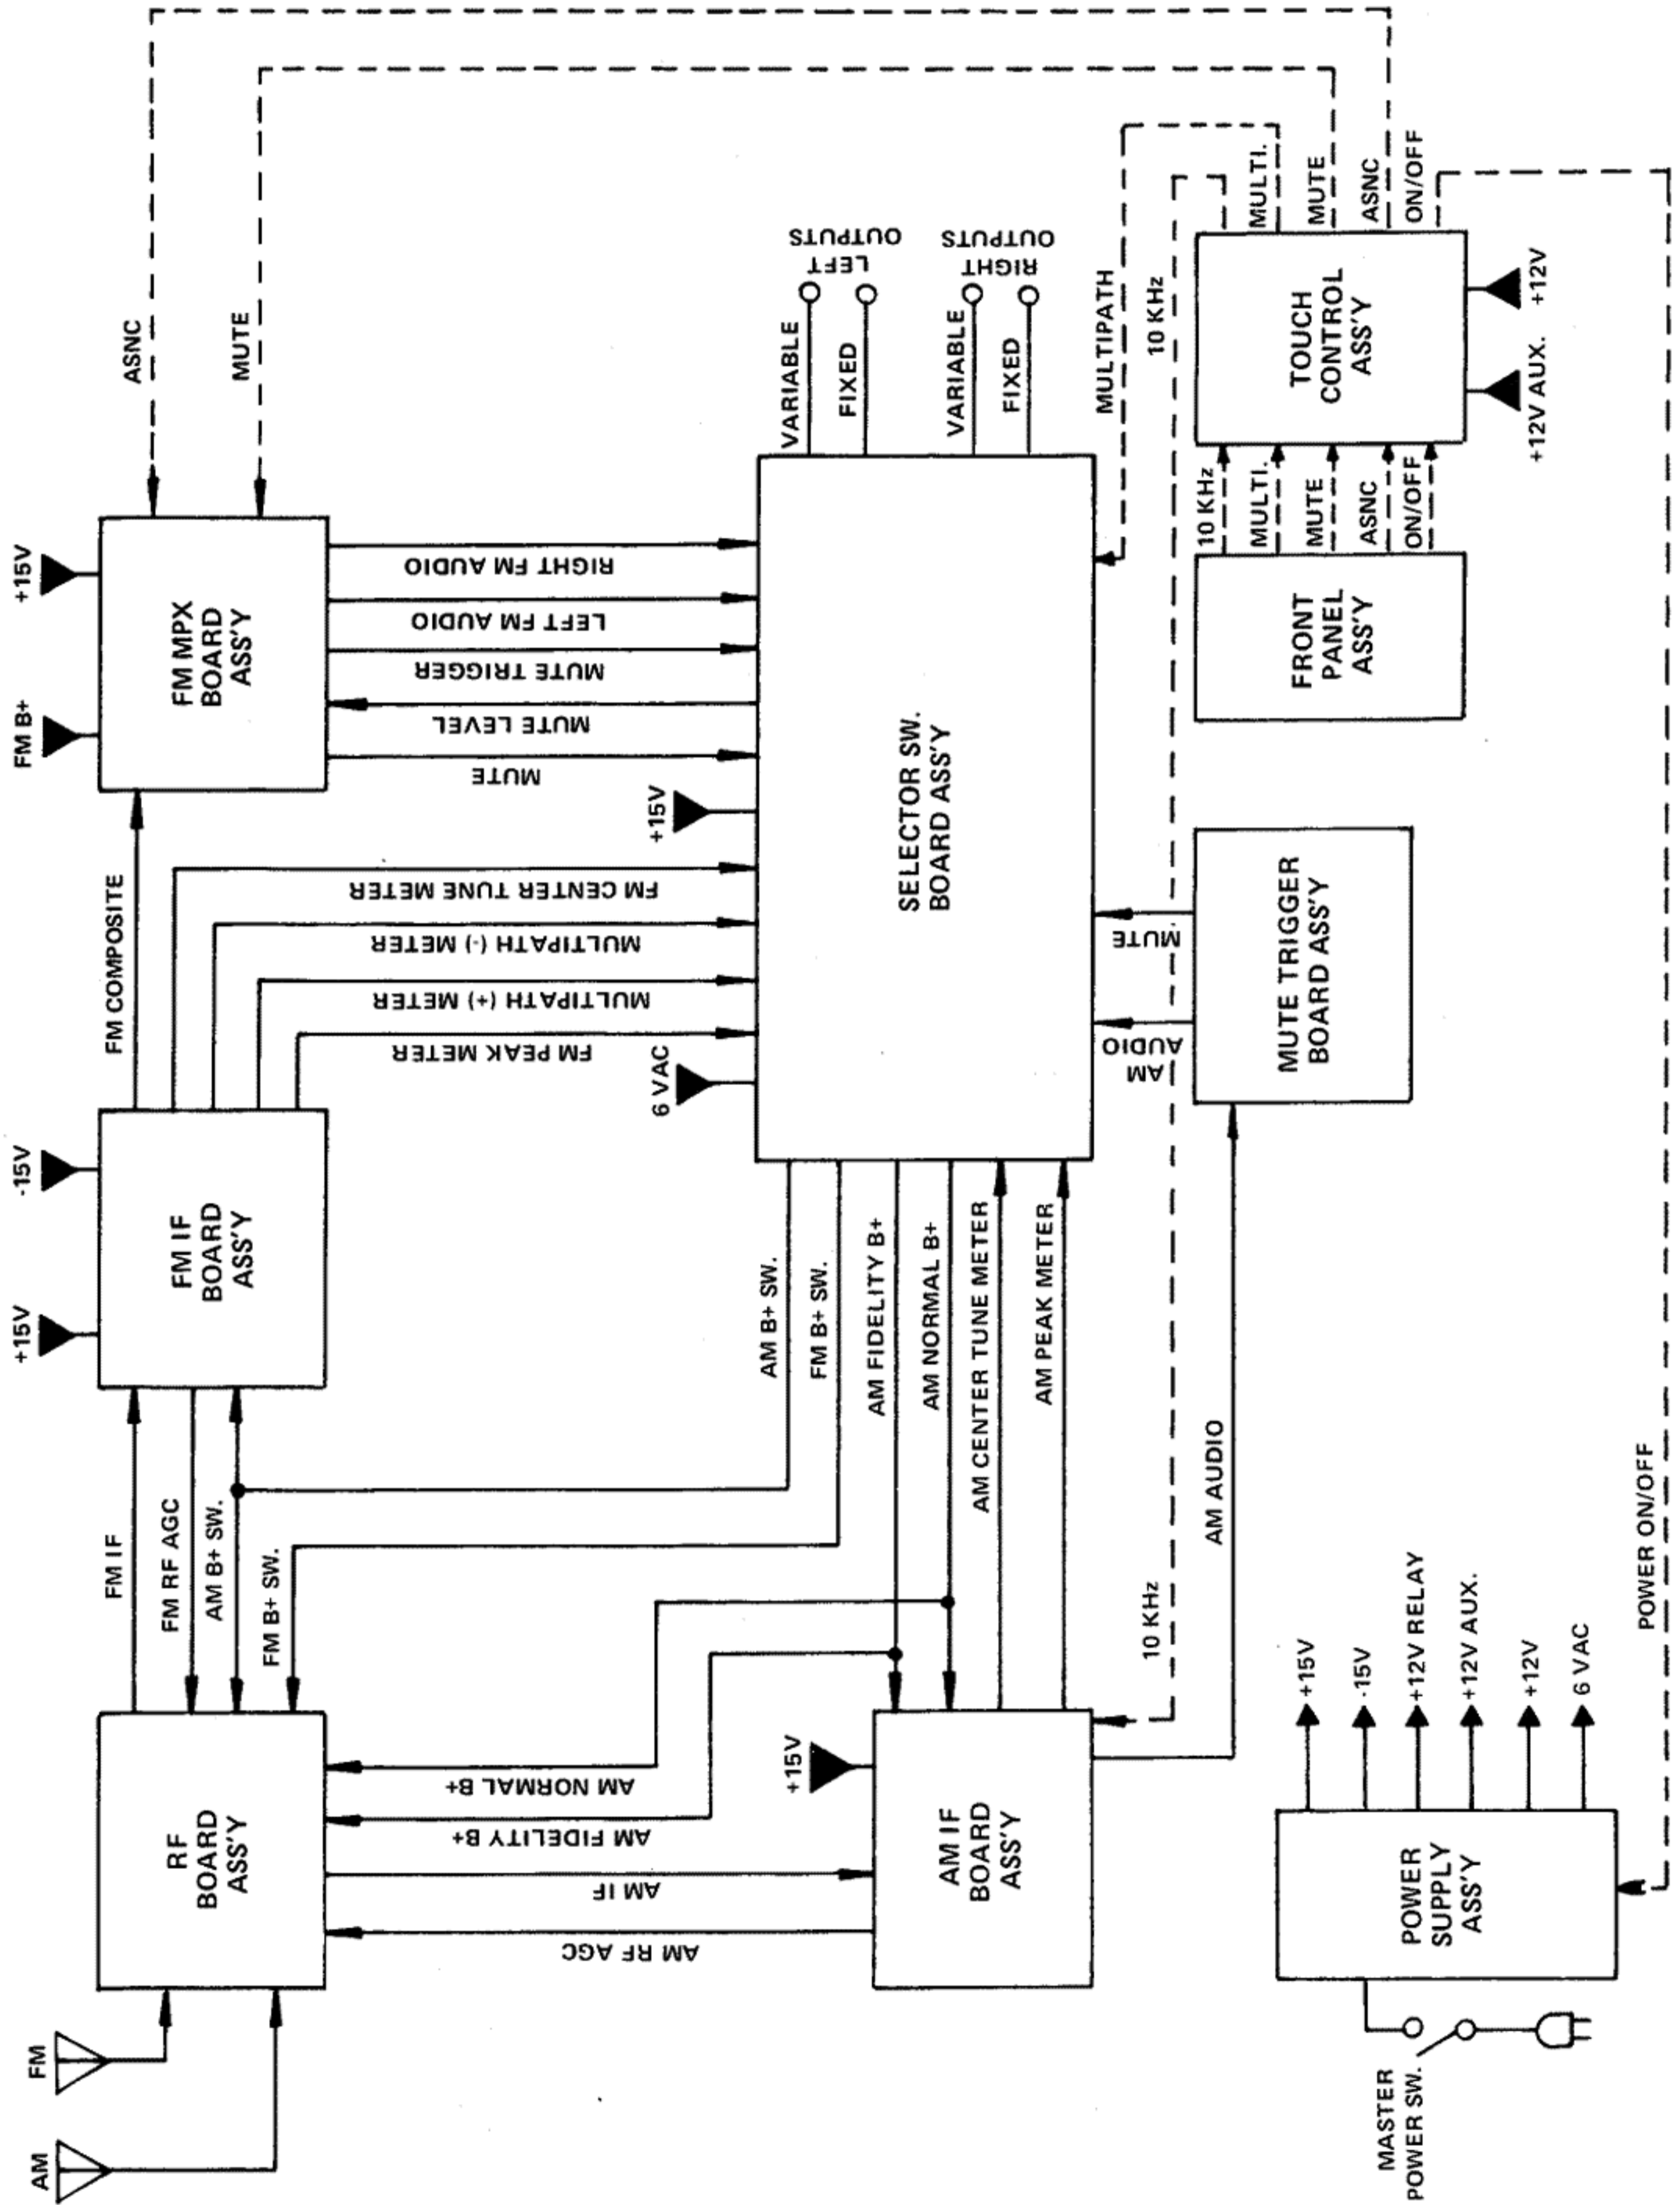 AM
FM
RF
BOARD
ASS'Y
FM IF
FM RF AGC
AM B+ SW.
FM B+ SW.
+15V
-15V
FM IF
BOARD
ASS'Y
FM COMPOSITE
FM B+
+15V
FM MPX
BOARD
ASS'Y
ASNC
MUTE
AM RF AGC
AM IF
AM FIDELITY B+
AM NORMAL B+
FM PEAK METER
MULTIPATH (+) METER
MULTIPATH (-) METER
FM CENTER TUNE METER
MUTE
MUTE LEVEL
MUTE TRIGGER
LEFT FM AUDIO
RIGHT FM AUDIO
6 VAC
+15V
+15V
AM IF
BOARD
ASS'Y
AM B+ SW.
FM B+ SW.
AM FIDELITY B+
AM NORMAL B+
AM CENTER TUNE METER
AM PEAK METER
SELECTOR SW.
BOARD ASS'Y
VARIABLE
FIXED
LEFT
OUTPUTS
VARIABLE
FIXED
RIGHT
OUTPUTS
MULTIPATH
10 KHz
10 KHz
AM AUDIO
AM
AUDIO
MUTE
MUTE TRIGGER
BOARD ASS'Y
FRONT
PANEL
ASS'Y
10 KHz
MULTI.
MUTE
ASNC
ON/OFF
TOUCH
CONTROL
ASS'Y
MULTI.
MUTE
ASNC
ON/OFF
+12V AUX.
+12V
MASTER
POWER SW.
POWER
SUPPLY
ASS'Y
+15V
-15V
+12V RELAY
+12V AUX.
+12V
6 VAC
POWER ON/OFF